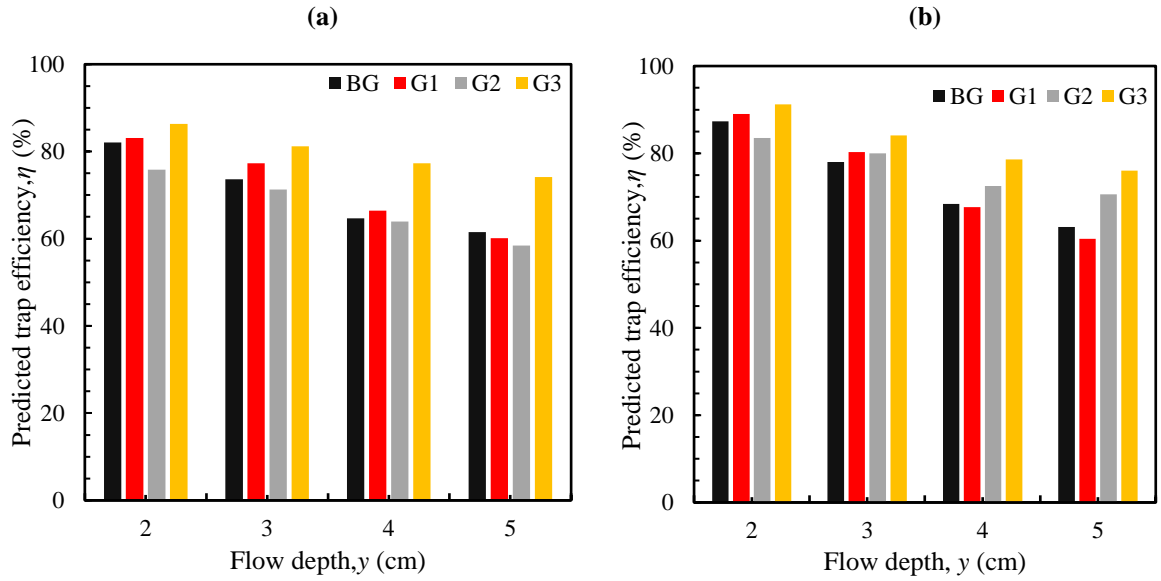 (a)
100
80
60
40
20
0
Predicted trap efficiency,η (%)
BG G1 G2 G3
2 3 4 5
Flow depth,y (cm)
(b)
100
80
60
40
20
0
Predicted trap efficiency,η (%)
BG G1 G2 G3
2 3 4 5
Flow depth, y (cm)